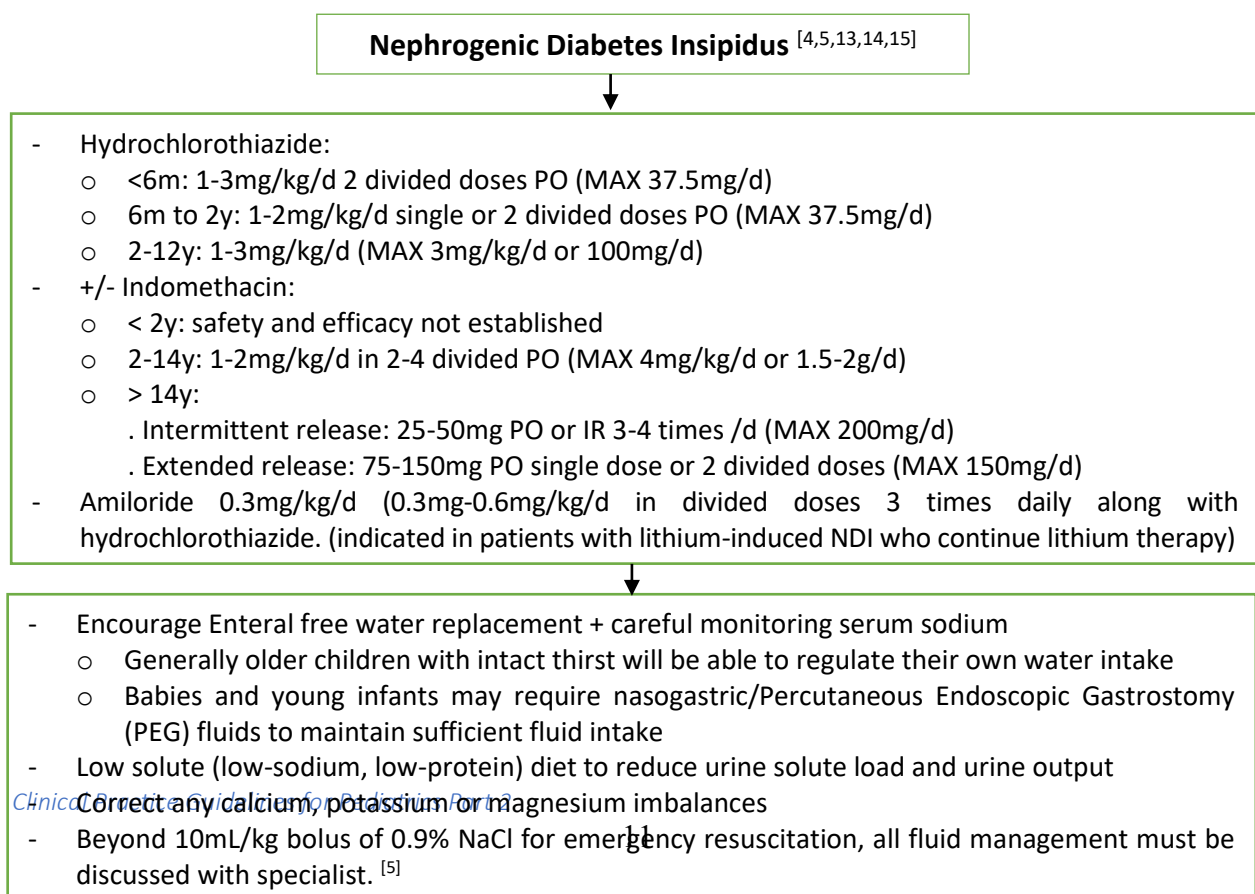 Nephrogenic Diabetes Insipidus [4,5,13,14,15]
- Hydrochlorothiazide:
o <6m: 1-3mg/kg/d 2 divided doses PO (MAX 37.5mg/d)
o 6m to 2y: 1-2mg/kg/d single or 2 divided doses PO (MAX 37.5mg/d)
o 2-12y: 1-3mg/kg/d (MAX 3mg/kg/d or 100mg/d)
- +/- Indomethacin:
o < 2y: safety and efficacy not established
o 2-14y: 1-2mg/kg/d in 2-4 divided PO (MAX 4mg/kg/d or 1.5-2g/d)
o > 14y:
. Intermittent release: 25-50mg PO or IR 3-4 times /d (MAX 200mg/d)
. Extended release: 75-150mg PO single dose or 2 divided doses (MAX 150mg/d)
- Amiloride 0.3mg/kg/d (0.3mg-0.6mg/kg/d in divided doses 3 times daily along with
hydrochlorothiazide. (indicated in patients with lithium-induced NDI who continue lithium therapy)
- Encourage Enteral free water replacement + careful monitoring serum sodium
o Generally older children with intact thirst will be able to regulate their own water intake
o Babies and young infants may require nasogastric/Percutaneous Endoscopic Gastrostomy
(PEG) fluids to maintain sufficient fluid intake
- Low solute (low-sodium, low-protein) diet to reduce urine solute load and urine output
- Correct any calcium, potassium or magnesium imbalances
Clinical Practice Guidelines for Pediatrics Part 2
- Beyond 10mL/kg bolus of 0.9% NaCl for emergency resuscitation, all fluid management must be
11
discussed with specialist. [5]